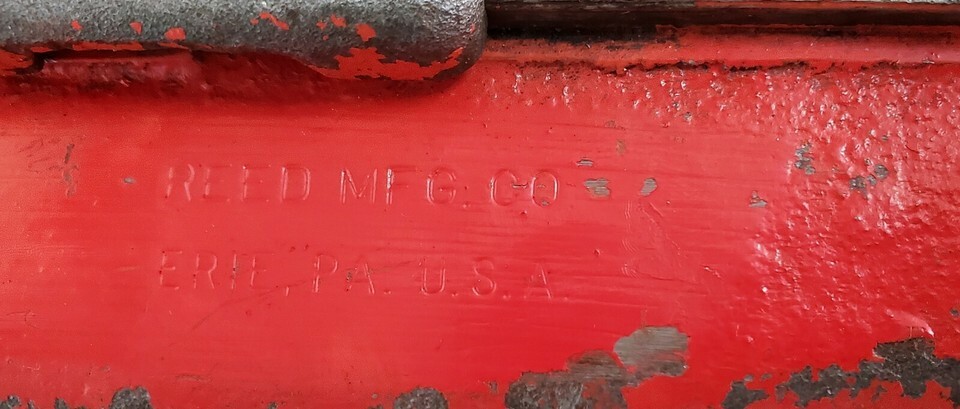 REED MFG. CO
ERIE, PA. U.S.A.